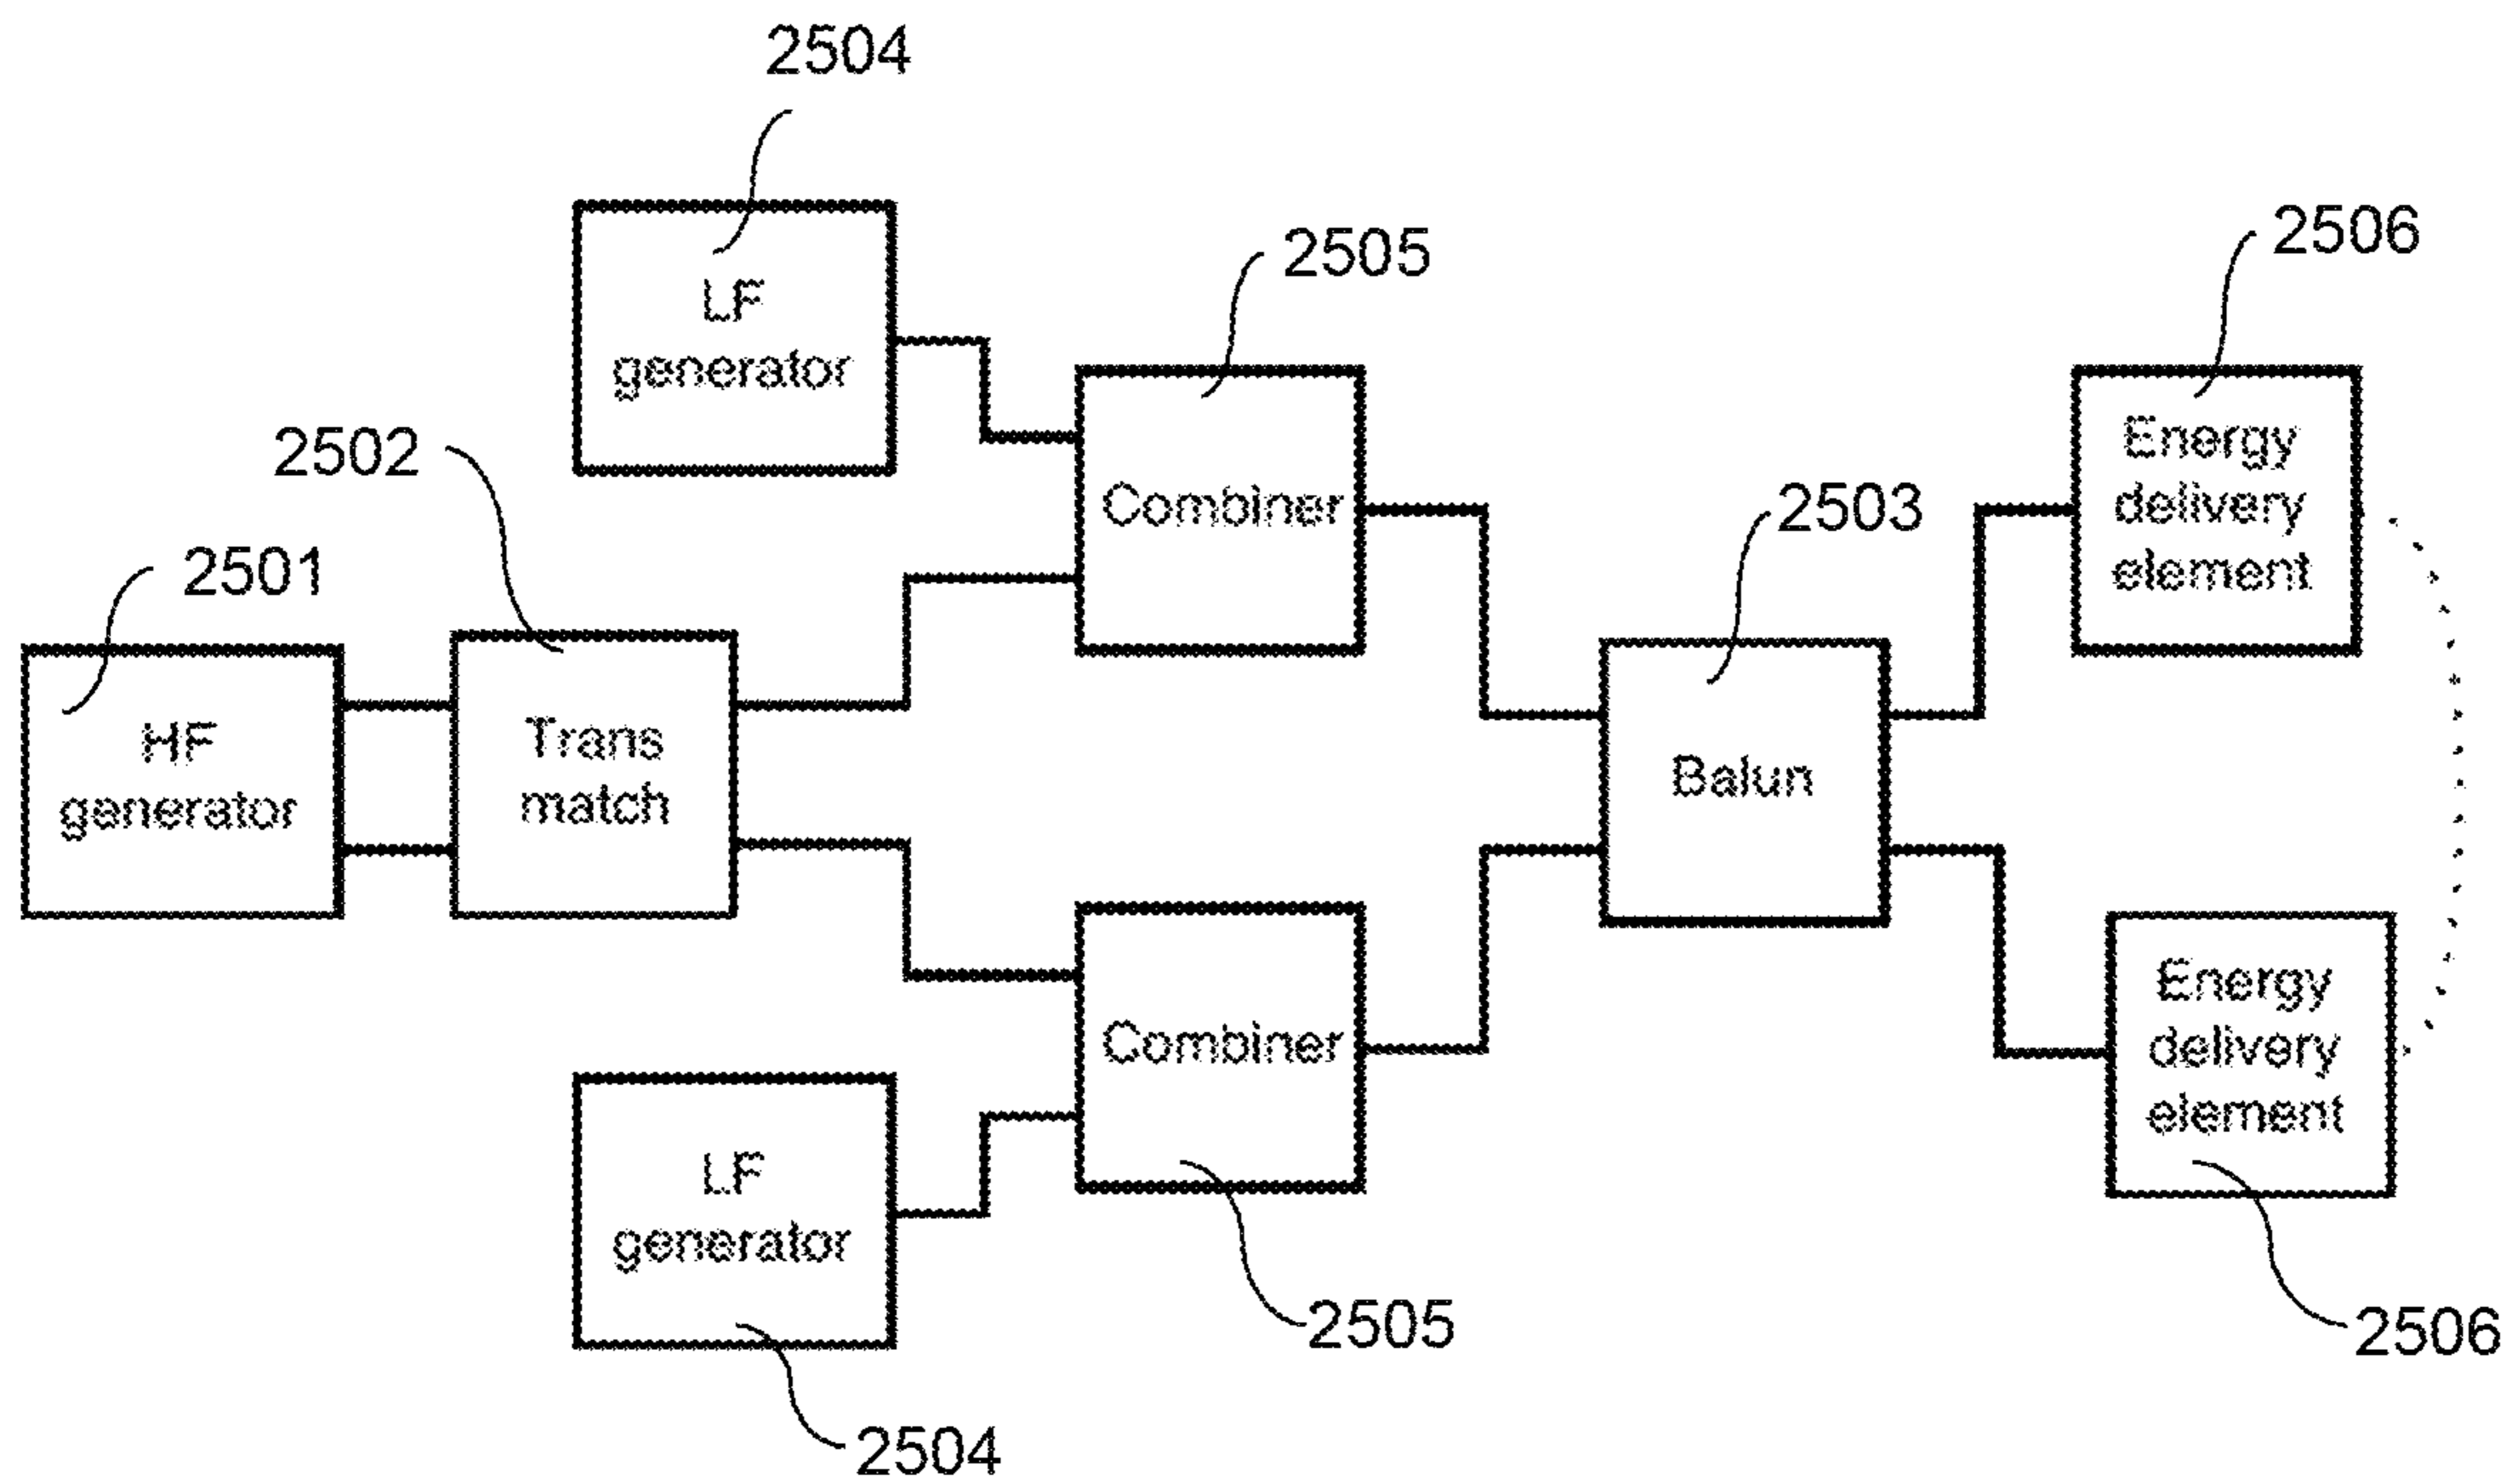 2504
2505
2506
LF
generator
2502
Energy
delivery
element
Combiner
2503
2501
HF
generator
Trans
match
Balun
Energy
delivery
element
Combiner
LF
generator
2505
2506
2504